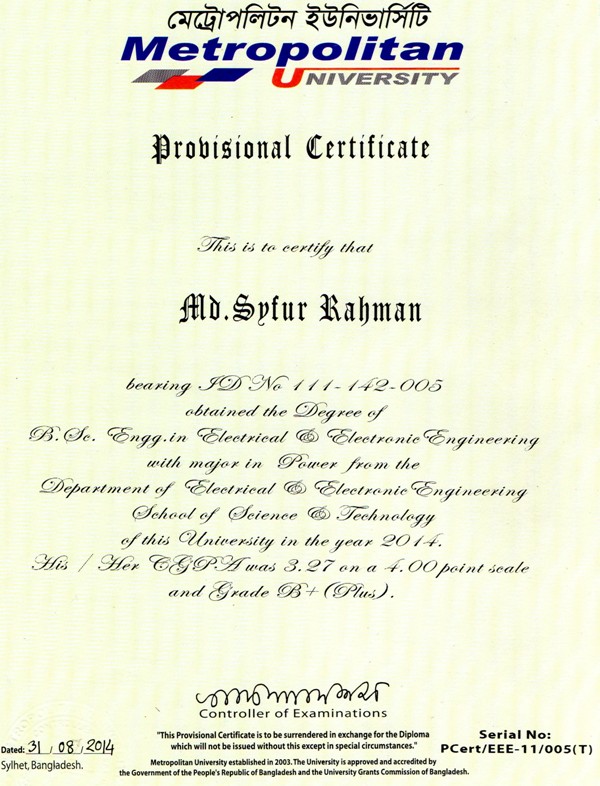 মেট্রোপলিটন ইউনিভার্সিটি
Metropolitan
UNIVERSITY
Provisional Certificate
This is to certify that
Md.Syfur Rahman
bearing ID No 111-142-005
obtained the Degree of
B.Sc. Engg.in Electrical & Electronic Engineering
with major in Power from the
Department of Electrical & Electronic Engineering
School of Science & Technology
of this University in the year 2014.
His / Her CGPA was 3.27 on a 4.00 point scale
and Grade B+ (Plus).
Controller of Examinations
Dated: 31/08/2014
Sylhet, Bangladesh.
"This Provisional Certificate is to be surrendered in exchange for the Diploma
which will not be issued without this except in special circumstances."
Metropolitan University established in 2003. The University is approved and accredited by
the Government of the People's Republic of Bangladesh and the University Grants Commission of Bangladesh.
Serial No:
PCert/EEE-11/005(T)